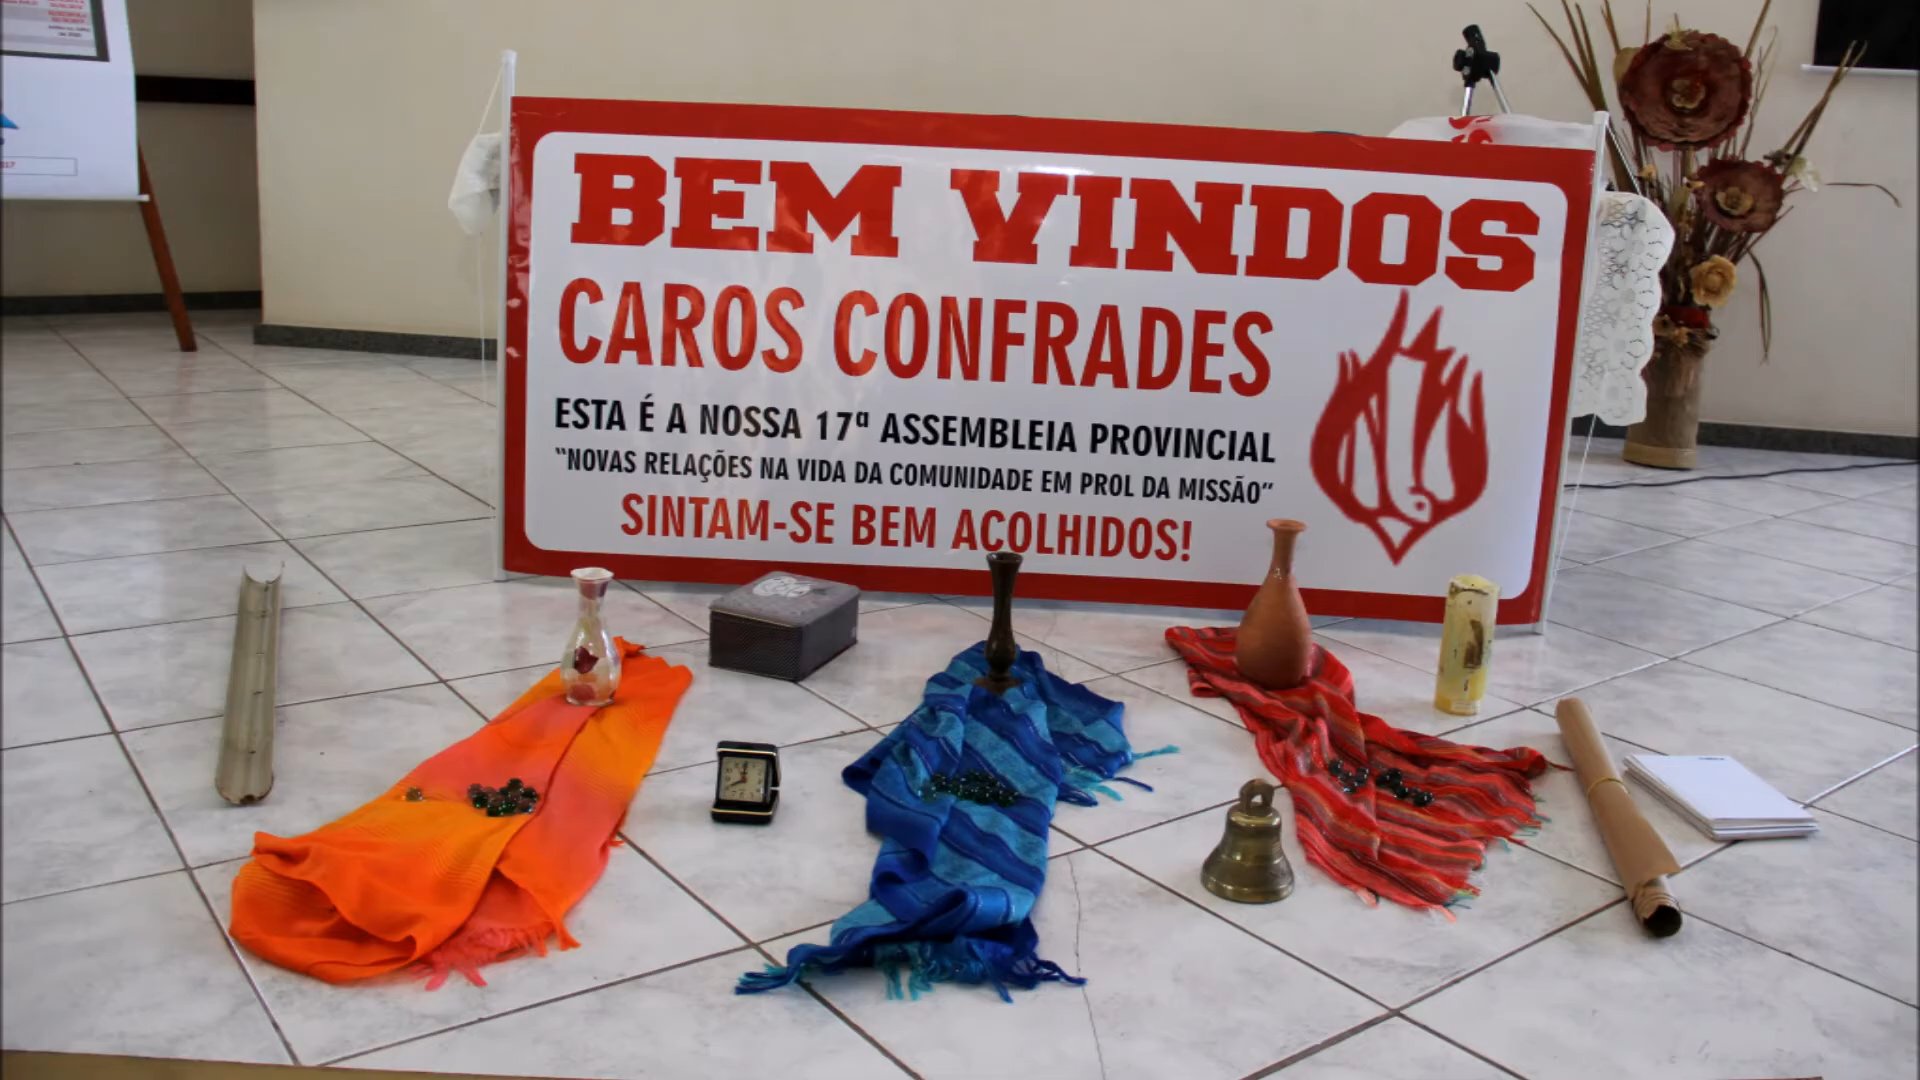 BEM VINDOS
CAROS CONFRADES
ESTA É A NOSSA 17ª ASSEMBLEIA PROVINCIAL
"NOVAS RELAÇÕES NA VIDA DA COMUNIDADE EM PROL DA MISSÃO"
SINTAM-SE BEM ACOLHIDOS!